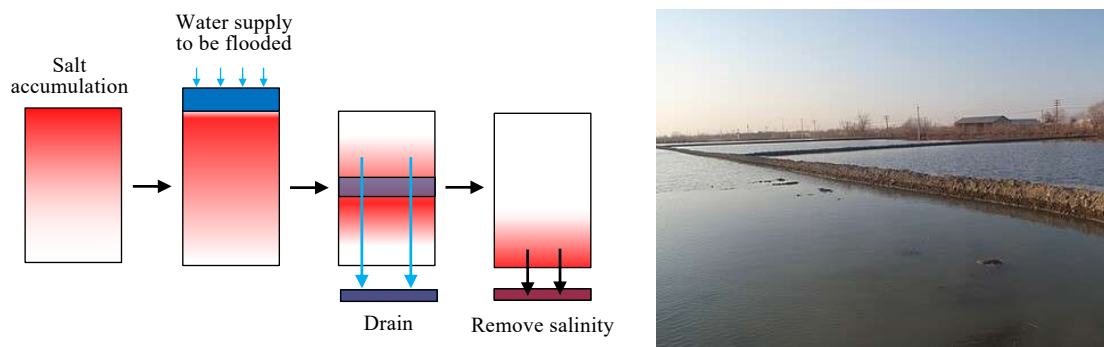 Water supply
to be flooded
Salt
accumulation
Drain
Remove salinity